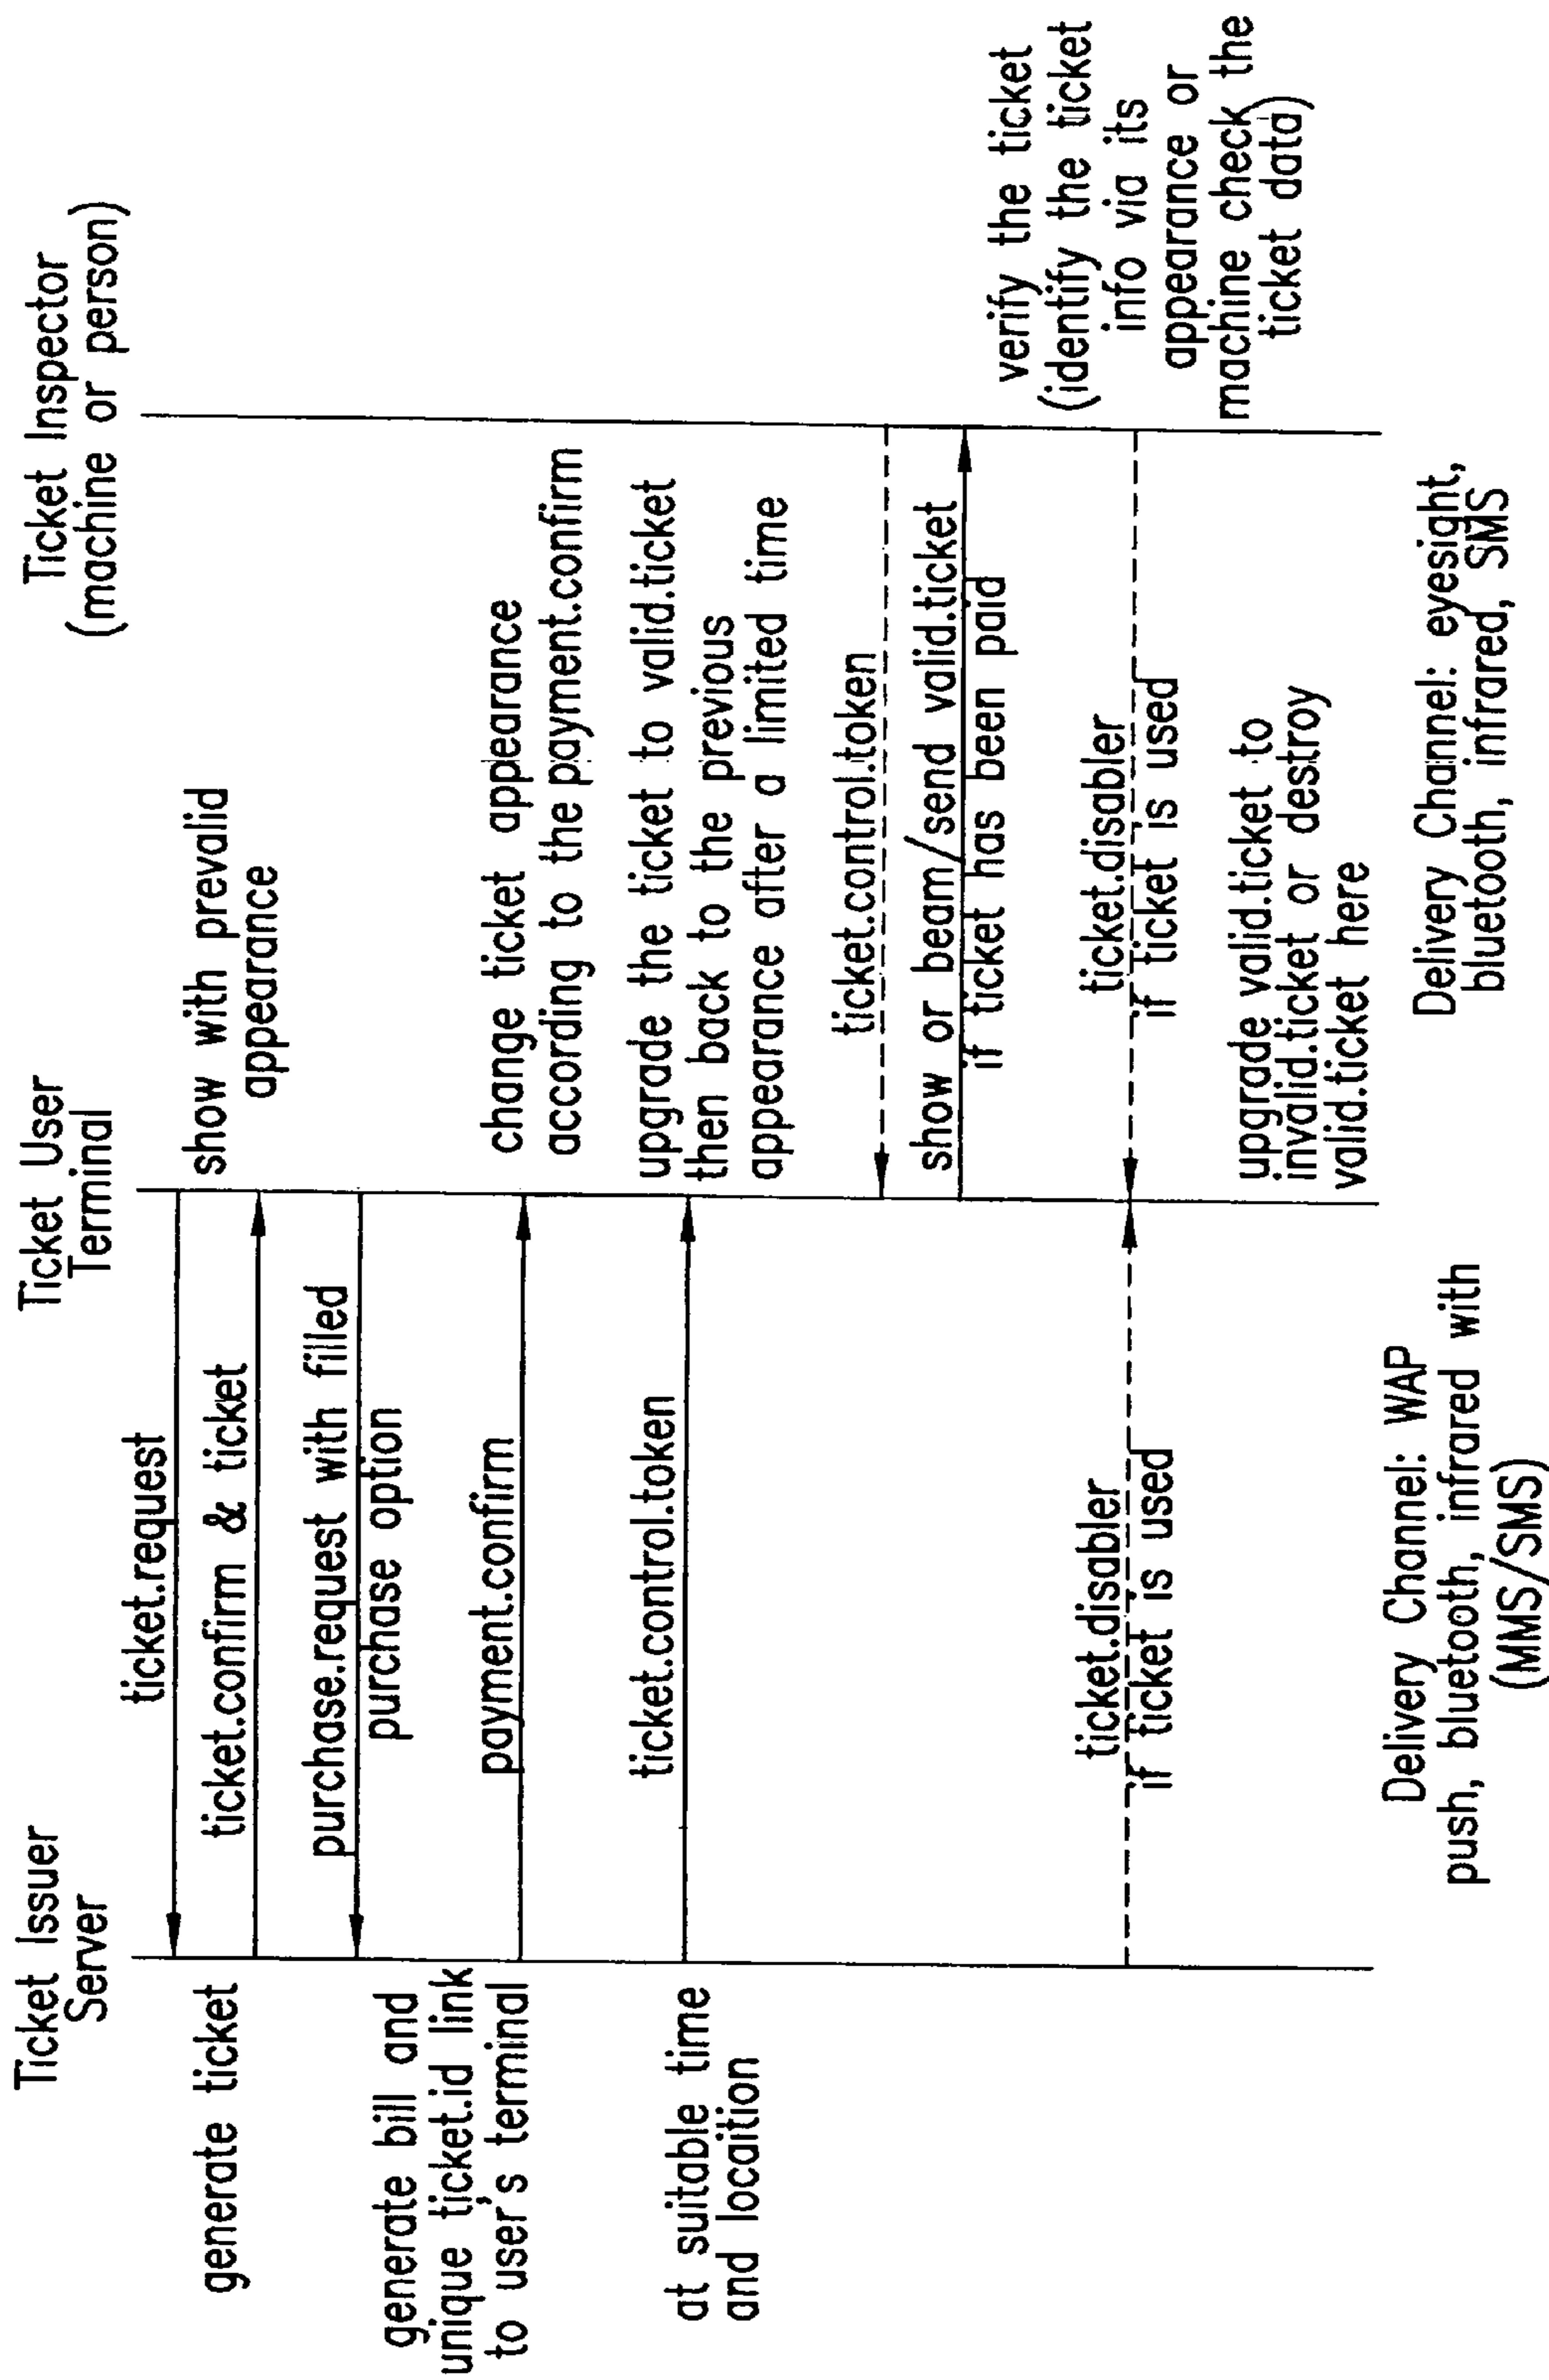 Ticket Issuer
Server
Ticket User
Terminal
Ticket Inspector
(machine or person)
ticket.request
show with prevalid
appearance
generate ticket
ticket.confirm & ticket
purchase.request with filled
purchase option
generate bill and
unique ticket.id link
to user's terminal
payment.confirm
change ticket appearance
according to the payment.confirm
at suitable time
and locaition
ticket.control.token
upgrade the ticket to valid.ticket
then back to the previous
appearance after a limited time
ticket.control.token
show or beam/send valid.ticket
if ticket has been paid
verify the ticket
(identify the ticket
info via its
appearance or
machine check the
ticket data)
ticket.disabler
if ticket is used
ticket.disabler
if ticket is used
upgrade valid.ticket to
invalid.ticket or destroy
valid.ticket here
Delivery Channel: WAP
push, bluetooth, infrared with
(MMS/SMS)
Delivery Channel: eyesight,
bluetooth, infrared, SMS